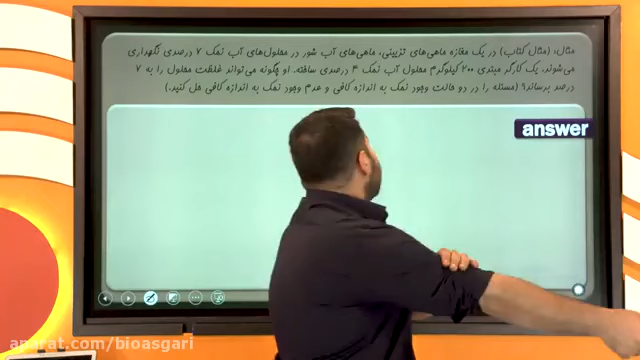 مثال: (مثال کتاب) در یک مغازه ماهی‌های تزیینی، ماهی‌های آب شور در محلول‌های آب نمک ۷ درصدی نگهداری
می‌شوند. یک کارگر مبتدی ۲۰۰ کیلوگرم محلول آب نمک ۴ درصدی ساخته. او چگونه می‌تواند غلظت محلول را به ۷
درصد برساند؟ (مسئله را در دو حالت وجود نمک به اندازه کافی و عدم وجود نمک به اندازه کافی حل کنید.)
answer
aparat.com/bioasgari